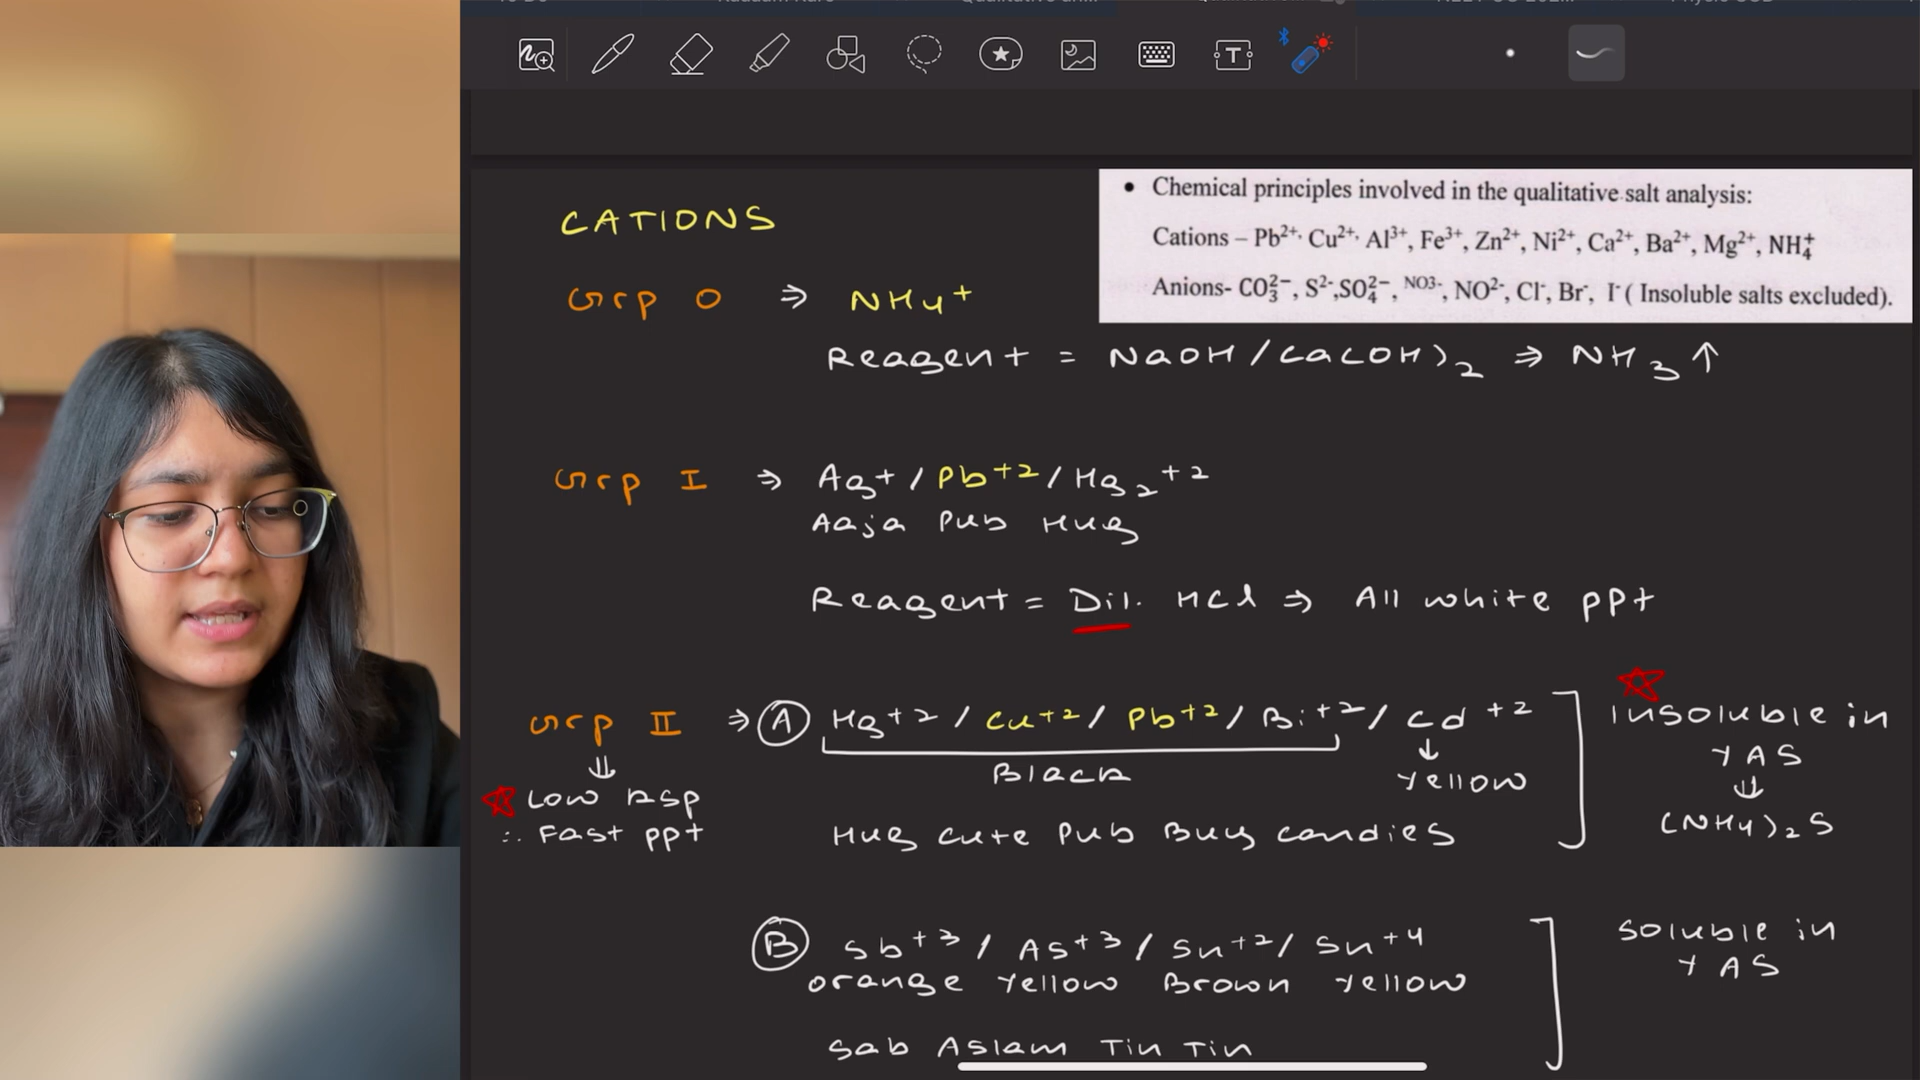 CATIONS
Grp 0 ⇒ NH4+
Reagent = NaOH/Ca(OH)2 ⇒ NH3↑
• Chemical principles involved in the qualitative salt analysis:
Cations – Pb2+, Cu2+, Al3+, Fe3+, Zn2+, Ni2+, Ca2+, Ba2+, Mg2+, NH4+
Anions- CO3 2−, S2-,SO4 2−, NO3-, NO2-, Cl-, Br-, I- ( Insoluble salts excluded).
Grp I ⇒ Ag+ / Pb+2 / Hg2+2
Aaja Pub Hug
Reagent = Dil. HCl ⇒ All white ppt
Grp II ⇒ A Hg+2 / Cu+2 / Pb+2 / Bi+2 / Cd+2
Black
↓
Yellow
Hug cute Pub Buy candies
⇓
Low Ksp
∴ Fast ppt
Insoluble in
YAS
⇓
(NH4)2S
B Sb+3 / As+3 / Sn+2 / Sn+4
Orange Yellow Brown Yellow
Sab Aslam Tin Tin
Soluble in
YAS